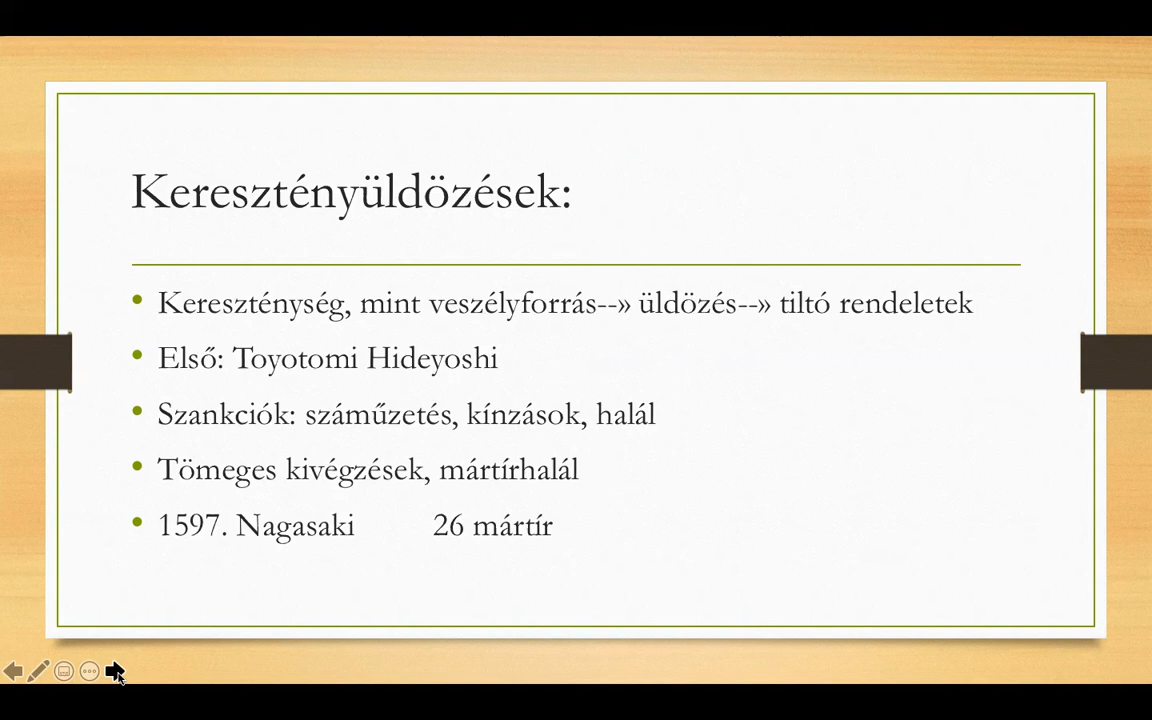 Keresztényüldözések:
• Kereszténység, mint veszélyforrás--» üldözés--» tiltó rendeletek
• Első: Toyotomi Hideyoshi
• Szankciók: száműzetés, kínzások, halál
• Tömeges kivégzések, mártírhalál
• 1597. Nagasaki 26 mártír